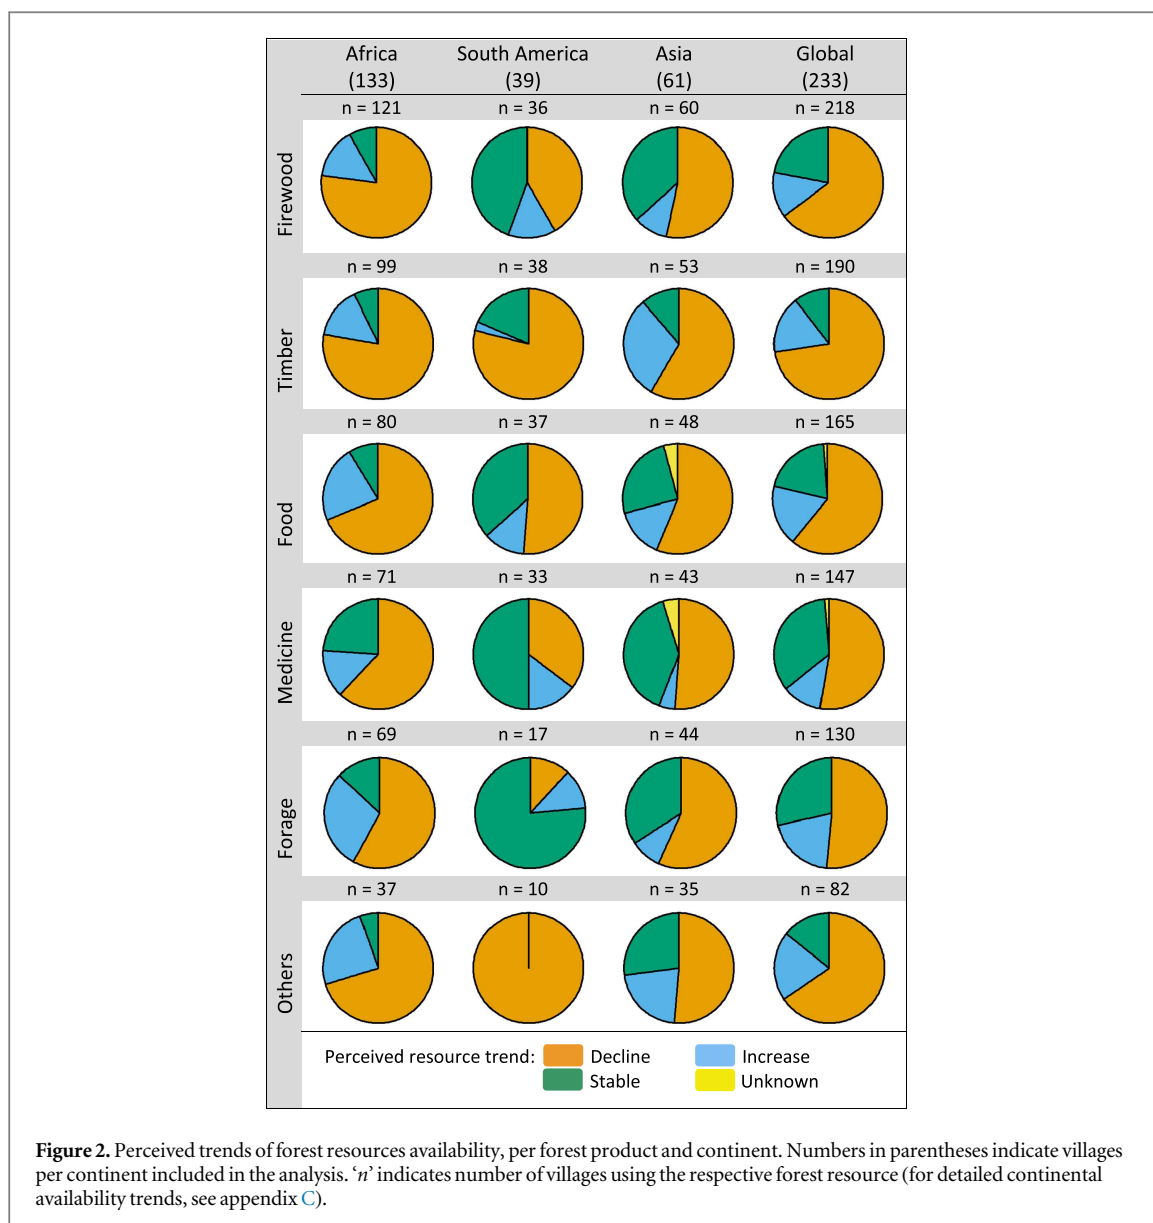 Africa South America Asia Global
(133) (39) (61) (233)
n = 121 n = 36 n = 60 n = 218
Firewood
n = 99 n = 38 n = 53 n = 190
Timber
n = 80 n = 37 n = 48 n = 165
Food
n = 71 n = 33 n = 43 n = 147
Medicine
n = 69 n = 17 n = 44 n = 130
Forage
n = 37 n = 10 n = 35 n = 82
Others
Perceived resource trend: Decline Increase
Stable Unknown
Figure 2. Perceived trends of forest resources availability, per forest product and continent. Numbers in parentheses indicate villages
per continent included in the analysis. ‘n’ indicates number of villages using the respective forest resource (for detailed continental
availability trends, see appendix C).